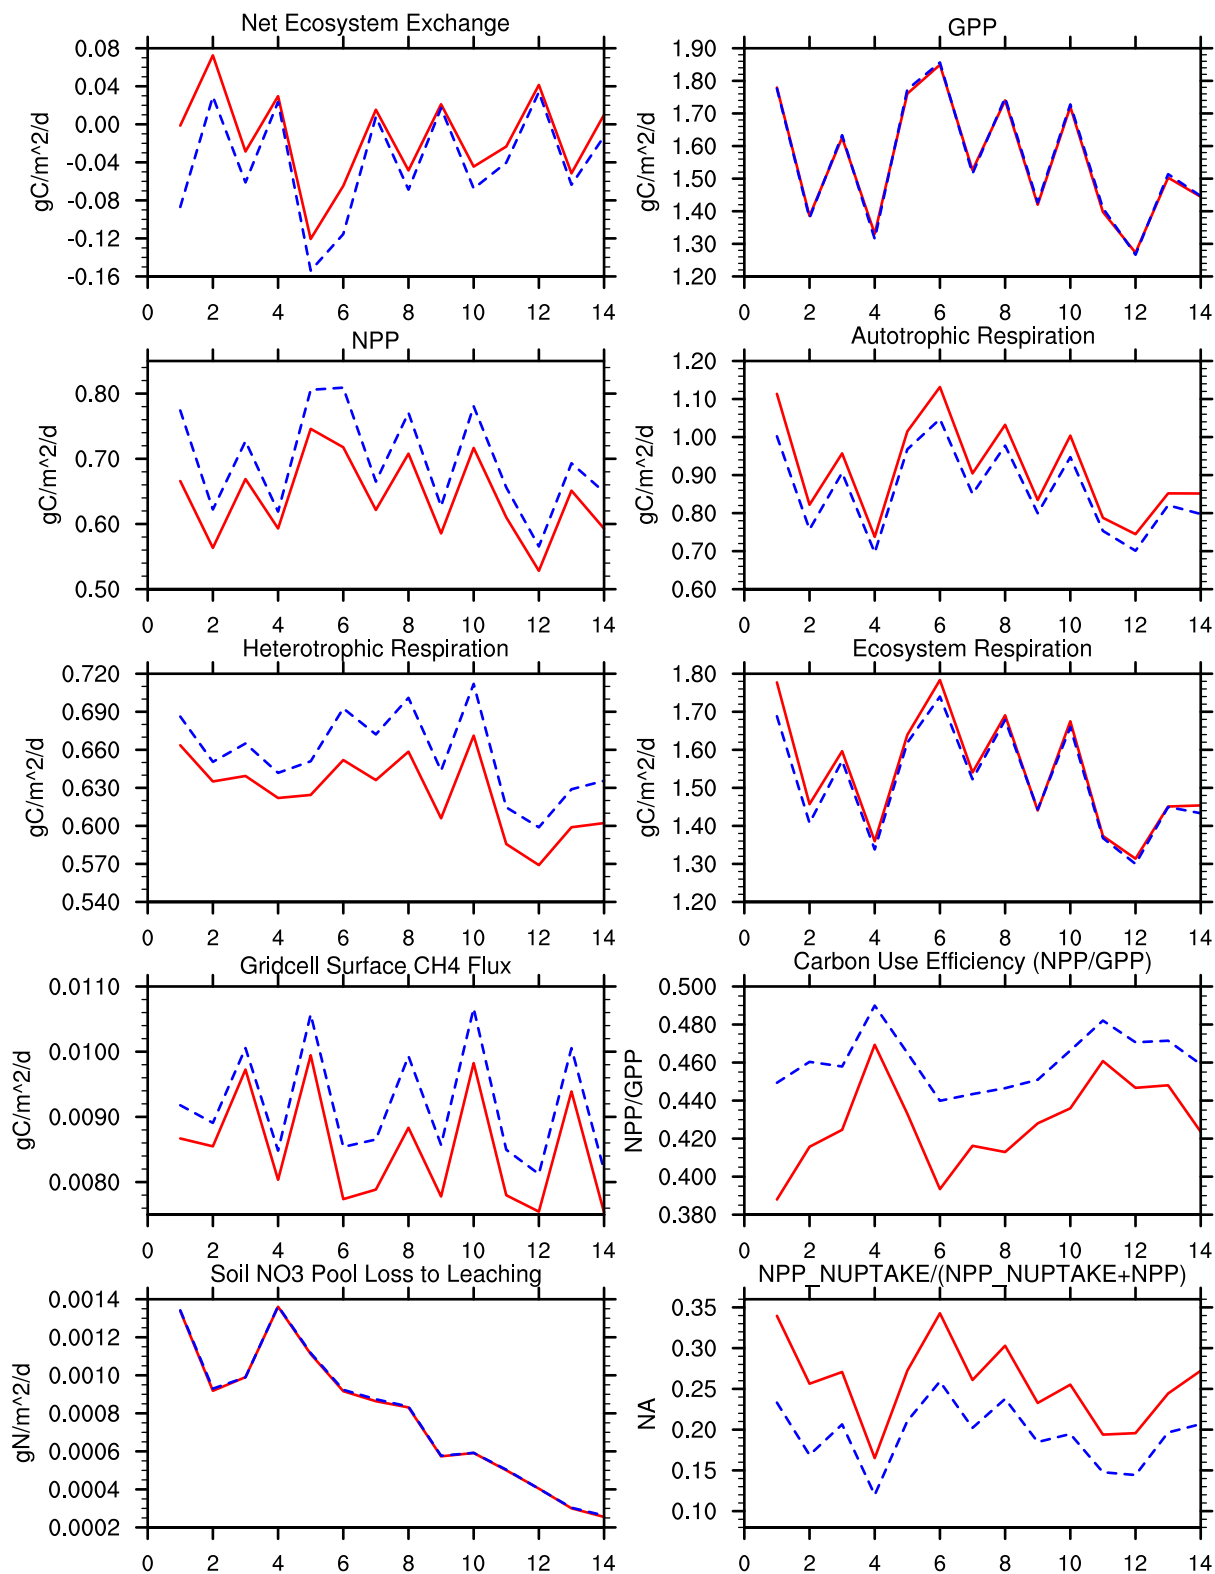 Net Ecosystem Exchange
gC/m^2/d
0.08
0.04
0.00
-0.04
-0.08
-0.12
-0.16
0 2 4 6 8 10 12 14
GPP
gC/m^2/d
1.90
1.80
1.70
1.60
1.50
1.40
1.30
1.20
0 2 4 6 8 10 12 14
NPP
gC/m^2/d
0.80
0.70
0.60
0.50
0 2 4 6 8 10 12 14
Autotrophic Respiration
gC/m^2/d
1.20
1.10
1.00
0.90
0.80
0.70
0.60
0 2 4 6 8 10 12 14
Heterotrophic Respiration
gC/m^2/d
0.720
0.690
0.660
0.630
0.600
0.570
0.540
0 2 4 6 8 10 12 14
Ecosystem Respiration
gC/m^2/d
1.80
1.70
1.60
1.50
1.40
1.30
1.20
0 2 4 6 8 10 12 14
Gridcell Surface CH4 Flux
gC/m^2/d
0.0110
0.0100
0.0090
0.0080
0 2 4 6 8 10 12 14
Carbon Use Efficiency (NPP/GPP)
NPP/GPP
0.500
0.480
0.460
0.440
0.420
0.400
0.380
0 2 4 6 8 10 12 14
Soil NO3 Pool Loss to Leaching
gN/m^2/d
0.0014
0.0012
0.0010
0.0008
0.0006
0.0004
0.0002
0 2 4 6 8 10 12 14
NPP_NUPTAKE/(NPP_NUPTAKE+NPP)
NA
0.35
0.30
0.25
0.20
0.15
0.10
0 2 4 6 8 10 12 14